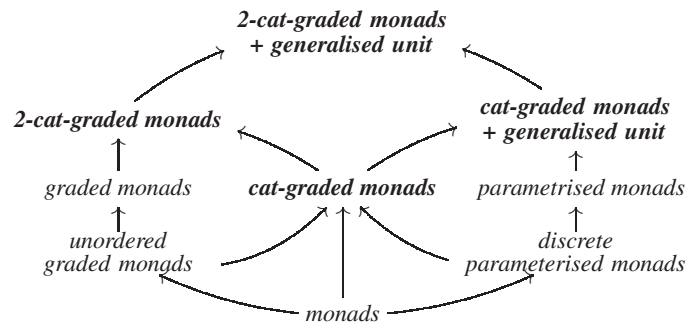 2-cat-graded monads
+ generalised unit
2-cat-graded monads
cat-graded monads
+ generalised unit
graded monads
cat-graded monads
parametrised monads
unordered
graded monads
discrete
parameterised monads
monads